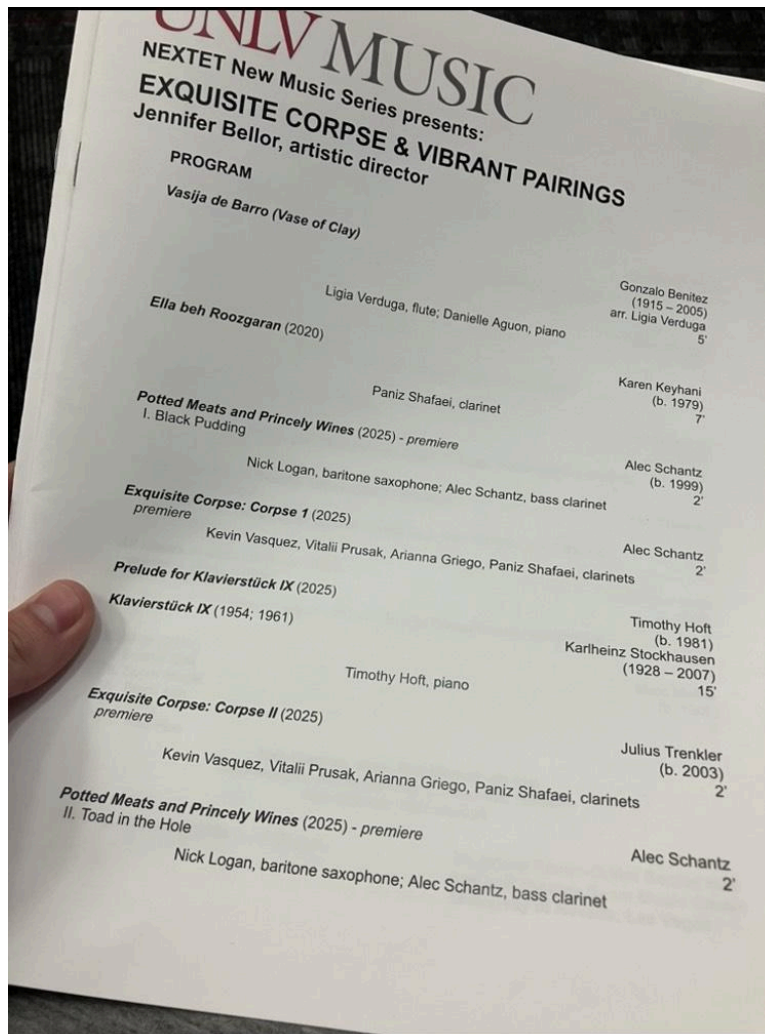 UNLV MUSIC
NEXTET New Music Series presents:
EXQUISITE CORPSE & VIBRANT PAIRINGS
Jennifer Bellor, artistic director
PROGRAM
Vasija de Barro (Vase of Clay)
Gonzalo Benitez
(1915 – 2005)
arr. Ligia Verduga
5'
Ligia Verduga, flute; Danielle Aguon, piano
Ella beh Roozgaran (2020)
Karen Keyhani
(b. 1979)
7'
Paniz Shafaei, clarinet
Potted Meats and Princely Wines (2025) - premiere
I. Black Pudding
Alec Schantz
(b. 1999)
2'
Nick Logan, baritone saxophone; Alec Schantz, bass clarinet
Exquisite Corpse: Corpse 1 (2025)
premiere
Alec Schantz
2'
Kevin Vasquez, Vitalii Prusak, Arianna Griego, Paniz Shafaei, clarinets
Prelude for Klavierstück IX (2025)
Timothy Hoft
(b. 1981)
Klavierstück IX (1954; 1961)
Karlheinz Stockhausen
(1928 – 2007)
15'
Timothy Hoft, piano
Exquisite Corpse: Corpse II (2025)
premiere
Julius Trenkler
(b. 2003)
2'
Kevin Vasquez, Vitalii Prusak, Arianna Griego, Paniz Shafaei, clarinets
Potted Meats and Princely Wines (2025) - premiere
II. Toad in the Hole
Alec Schantz
2'
Nick Logan, baritone saxophone; Alec Schantz, bass clarinet